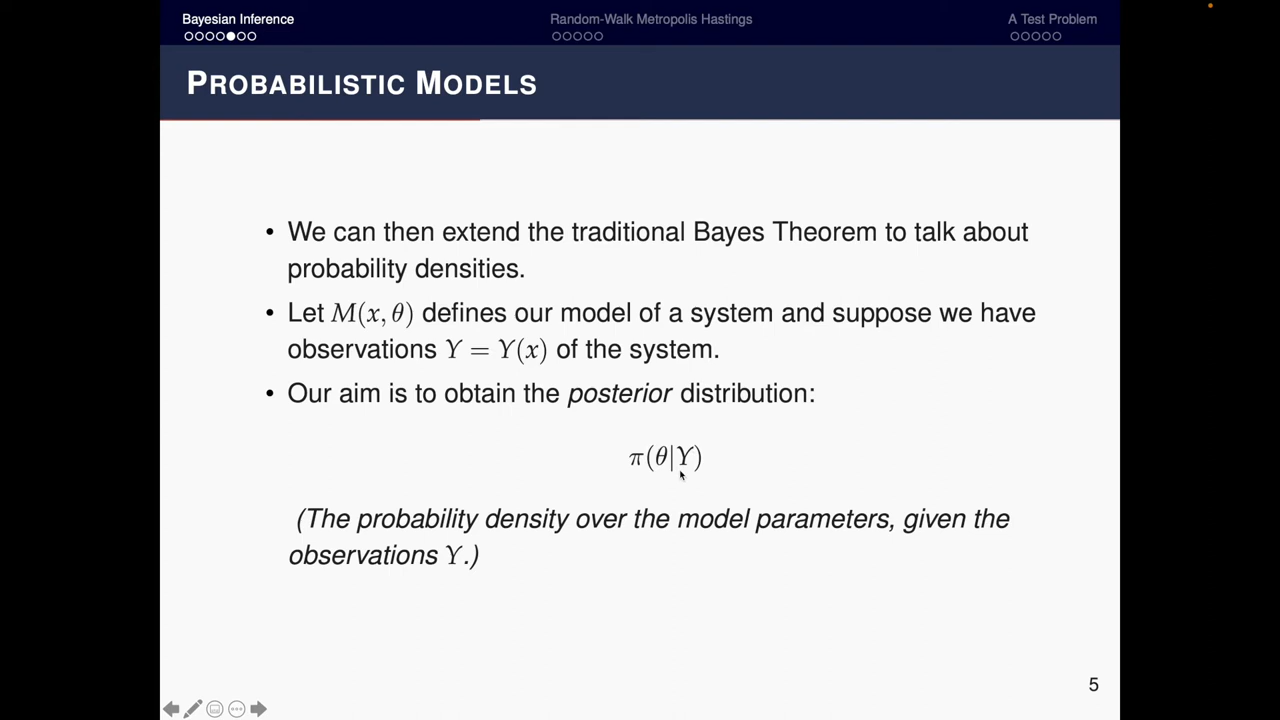 Bayesian Inference
Random-Walk Metropolis Hastings
A Test Problem
PROBABILISTIC MODELS
• We can then extend the traditional Bayes Theorem to talk about
probability densities.
• Let M(x, θ) defines our model of a system and suppose we have
observations Y = Y(x) of the system.
• Our aim is to obtain the posterior distribution:
π(θ|Y)
(The probability density over the model parameters, given the
observations Y.)
5